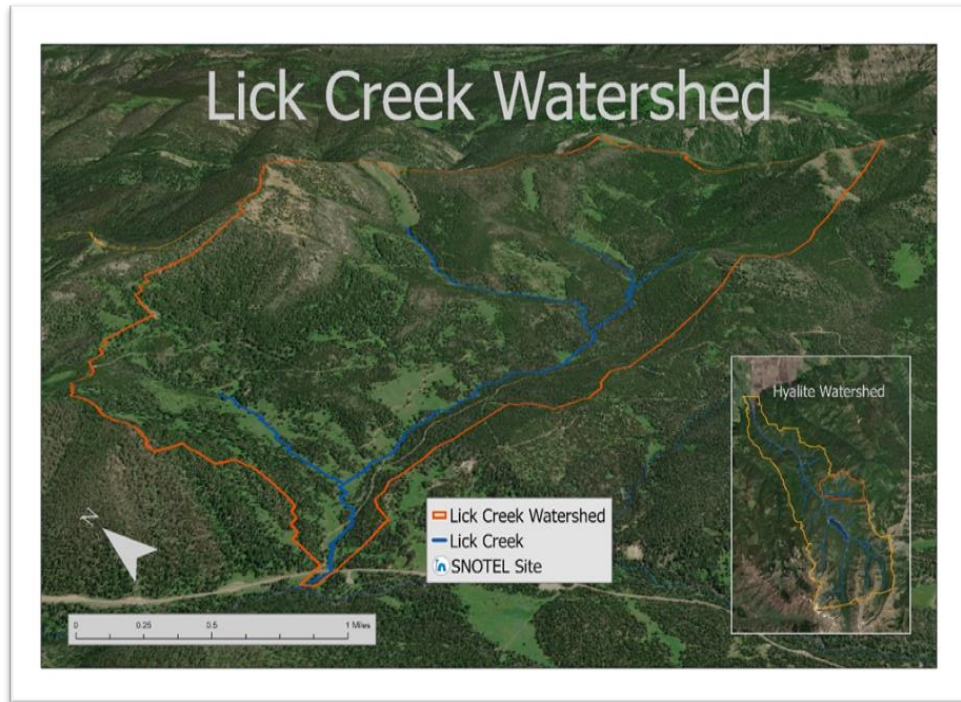 Lick Creek Watershed
Hyalite Watershed
Lick Creek Watershed
Lick Creek
SNOTEL Site
N
0 0.25 0.5 1 Miles